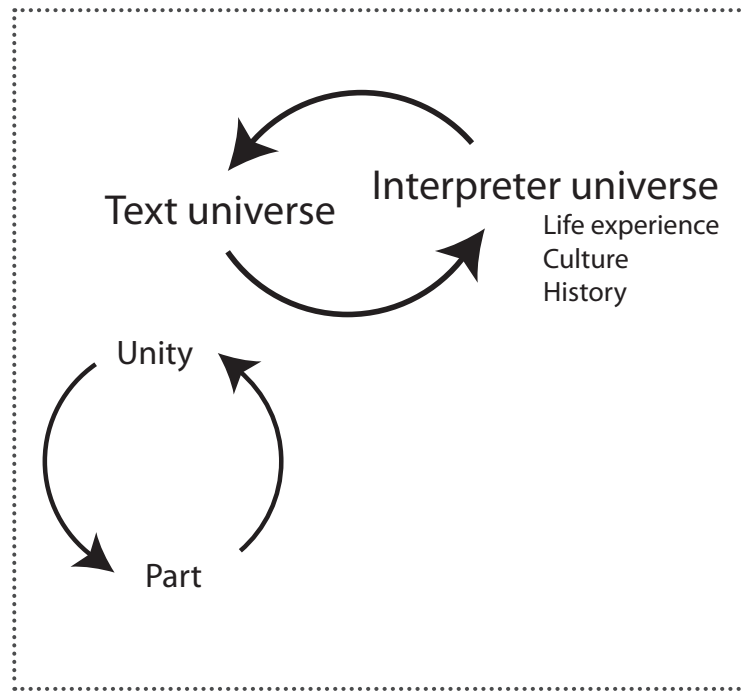 Text universe
Interpreter universe
Life experience
Culture
History
Unity
Part